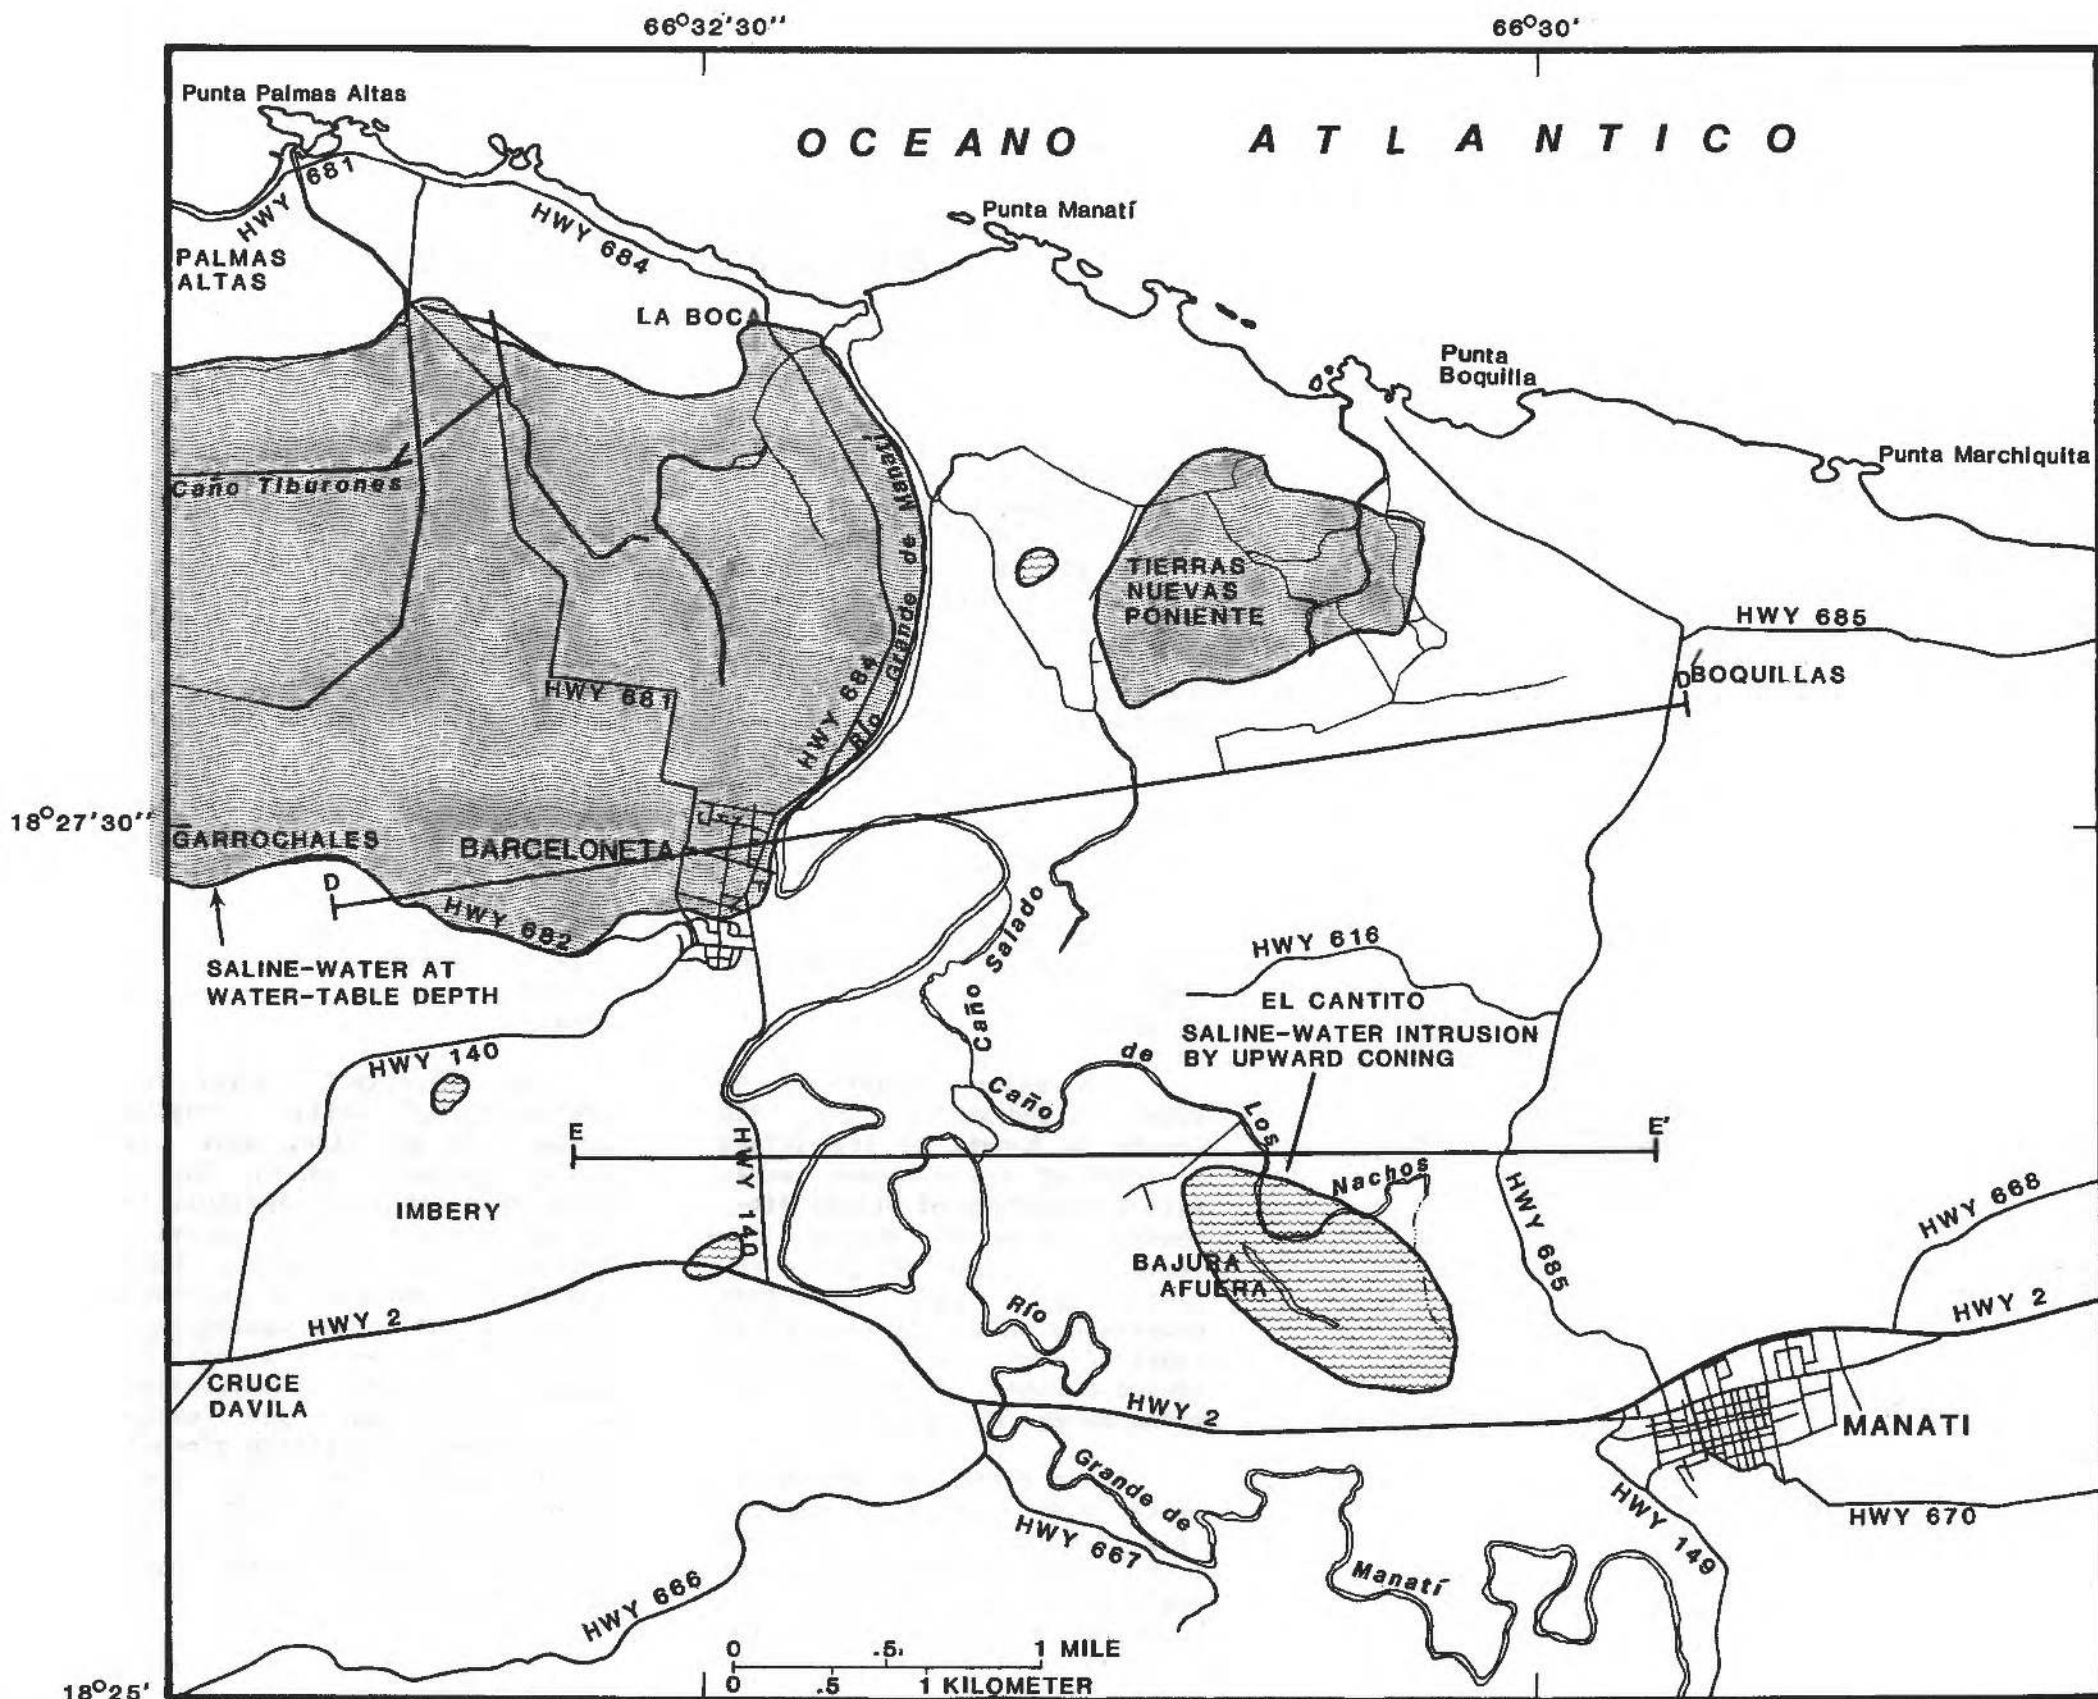 66°32'30"
66°30'
Punta Palmas Altas
OCEANO ATLANTICO
HWY 681
Punta Manatí
HWY 684
PALMAS
ALTAS
LA BOCA
Punta
Boquilla
Punta Marchiquita
Caño Tiburones
Río Grande de Manatí
TIERRAS
NUEVAS
PONIENTE
HWY 685
BOQUILLAS
D'
HWY 681
HWY 684
18°27'30"
GARROCHALES
BARCELONETA
D
HWY 682
Caño Salado
HWY 616
SALINE-WATER AT
WATER-TABLE DEPTH
EL CANTITO
SALINE-WATER INTRUSION
BY UPWARD CONING
HWY 140
Caño de Los Nachos
E
E'
HWY 140
IMBERY
HWY 685
HWY 668
BAJURA
AFUERA
HWY 2
Río
HWY 2
CRUCE
DAVILA
HWY 2
MANATI
Grande de
Manatí
HWY 667
HWY 149
HWY 670
HWY 666
0 .5 1 MILE
0 .5 1 KILOMETER
18°25'